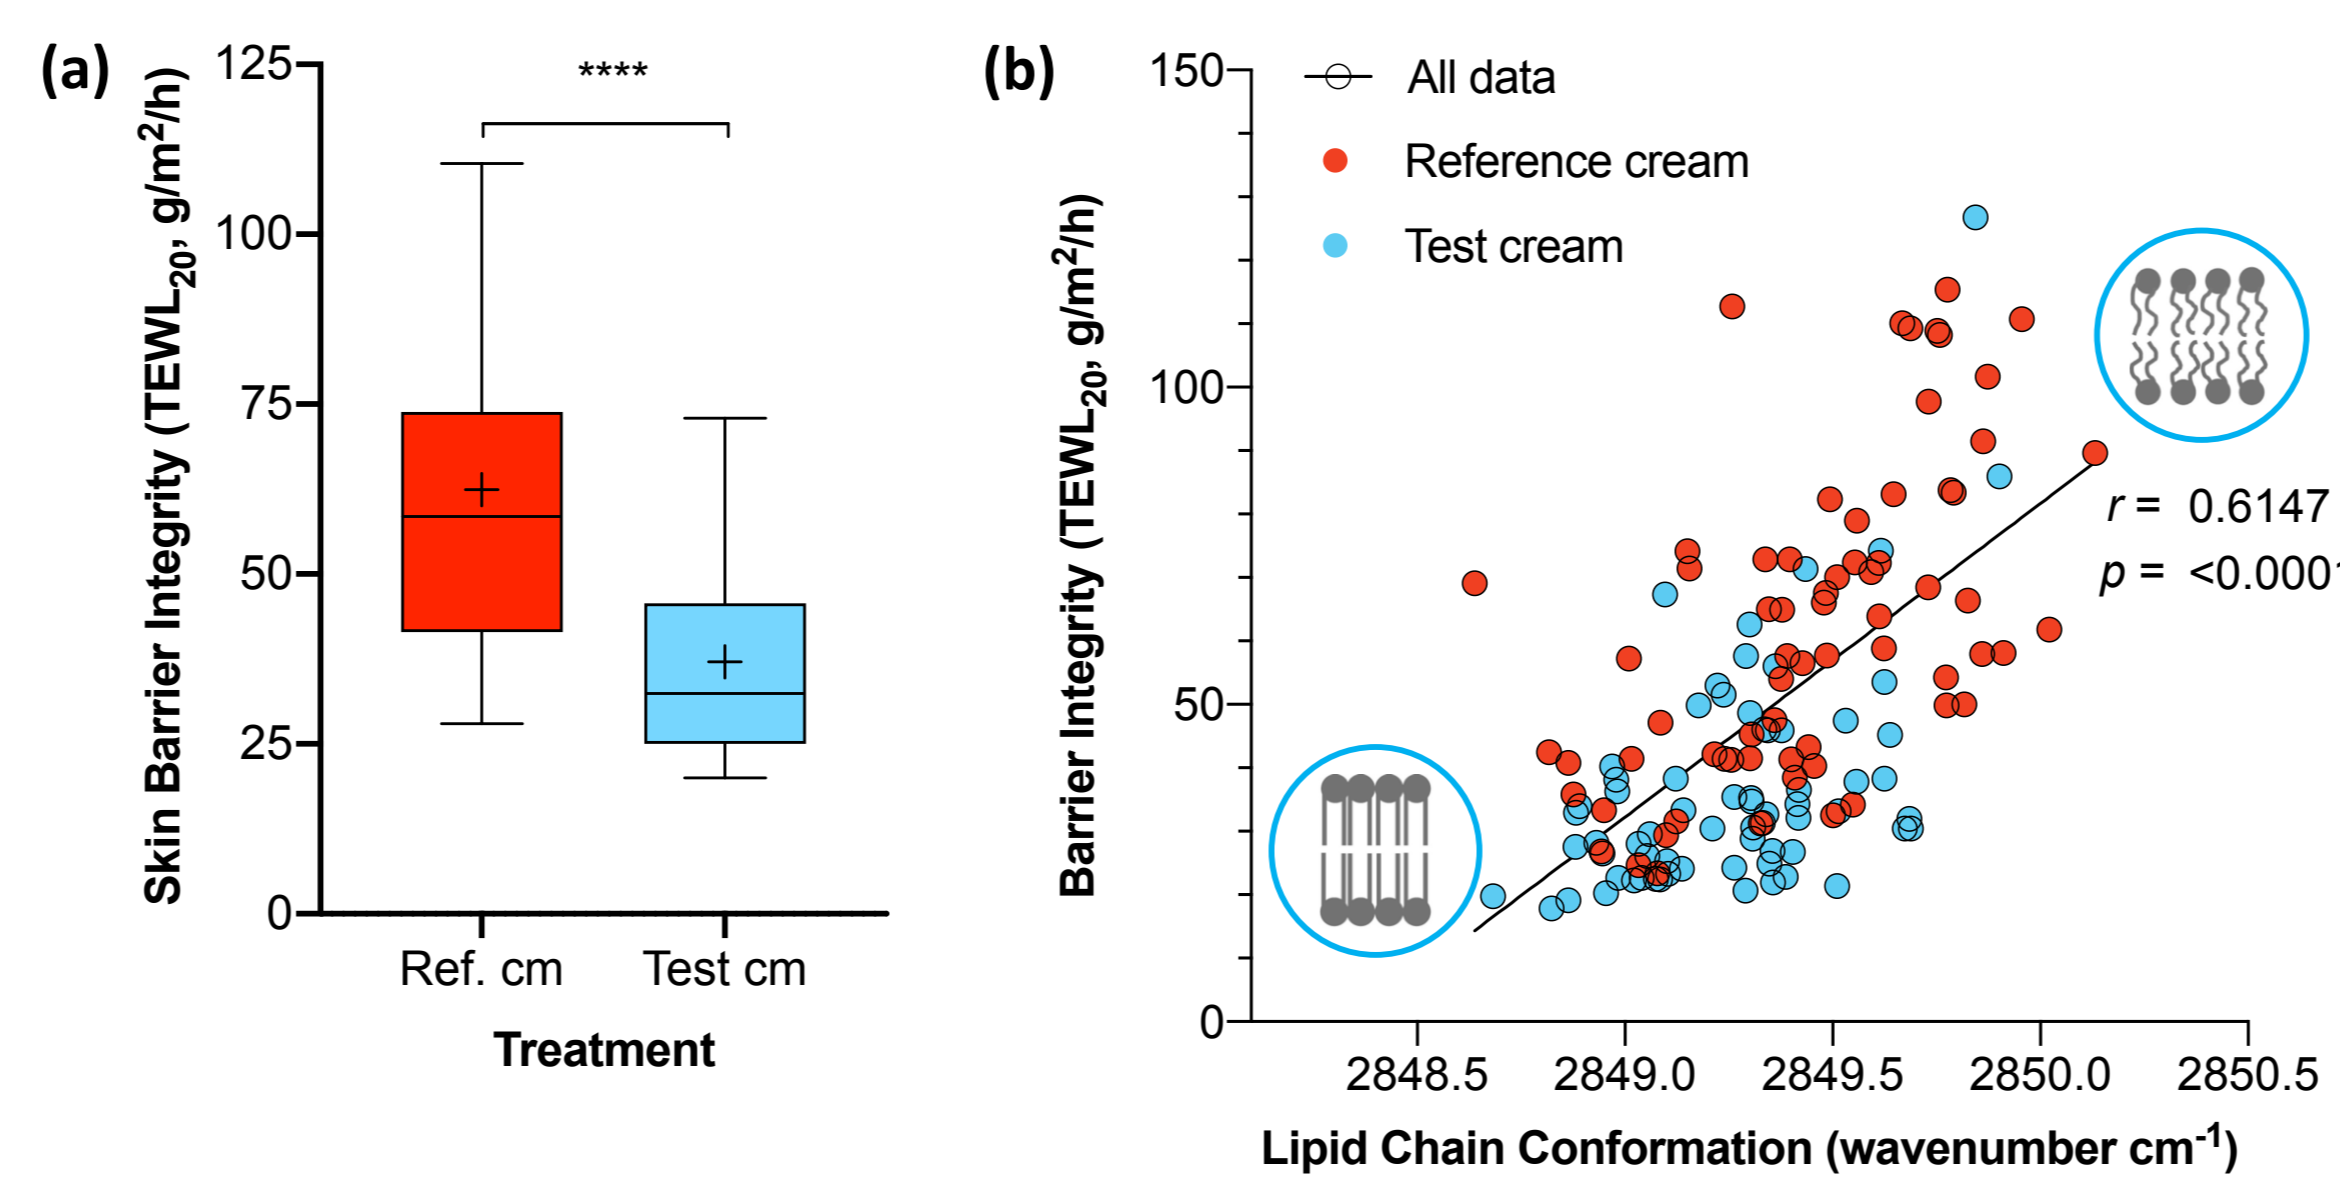 (a)
Skin Barrier Integrity (TEWL20, g/m2/h)
125
100
75
50
25
0
****
Ref. cm
Test cm
Treatment
(b)
Barrier Integrity (TEWL20, g/m2/h)
150
100
50
0
All data
Reference cream
Test cream
r = 0.6147
p = <0.0001
2848.5
2849.0
2849.5
2850.0
2850.5
Lipid Chain Conformation (wavenumber cm-1)